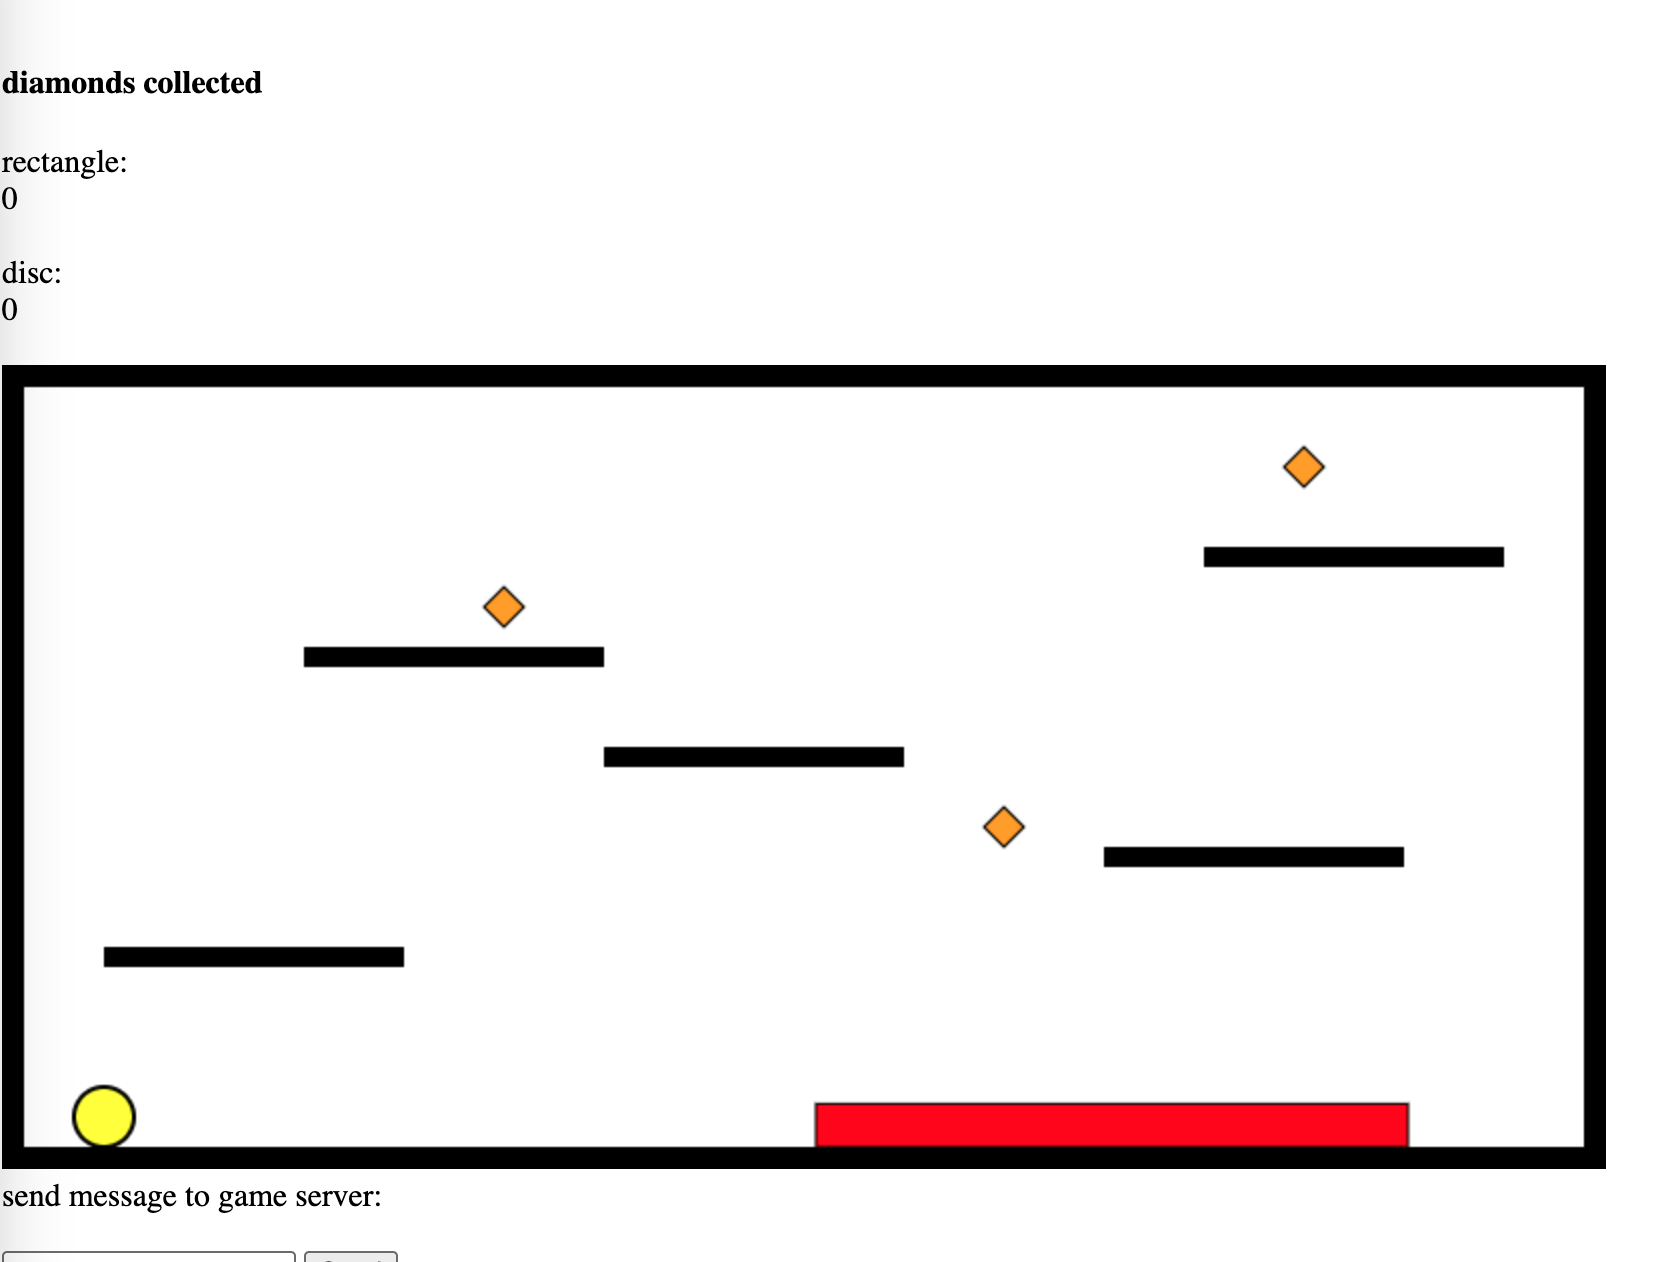 diamonds collected
rectangle:
0
disc:
0
send message to game server: